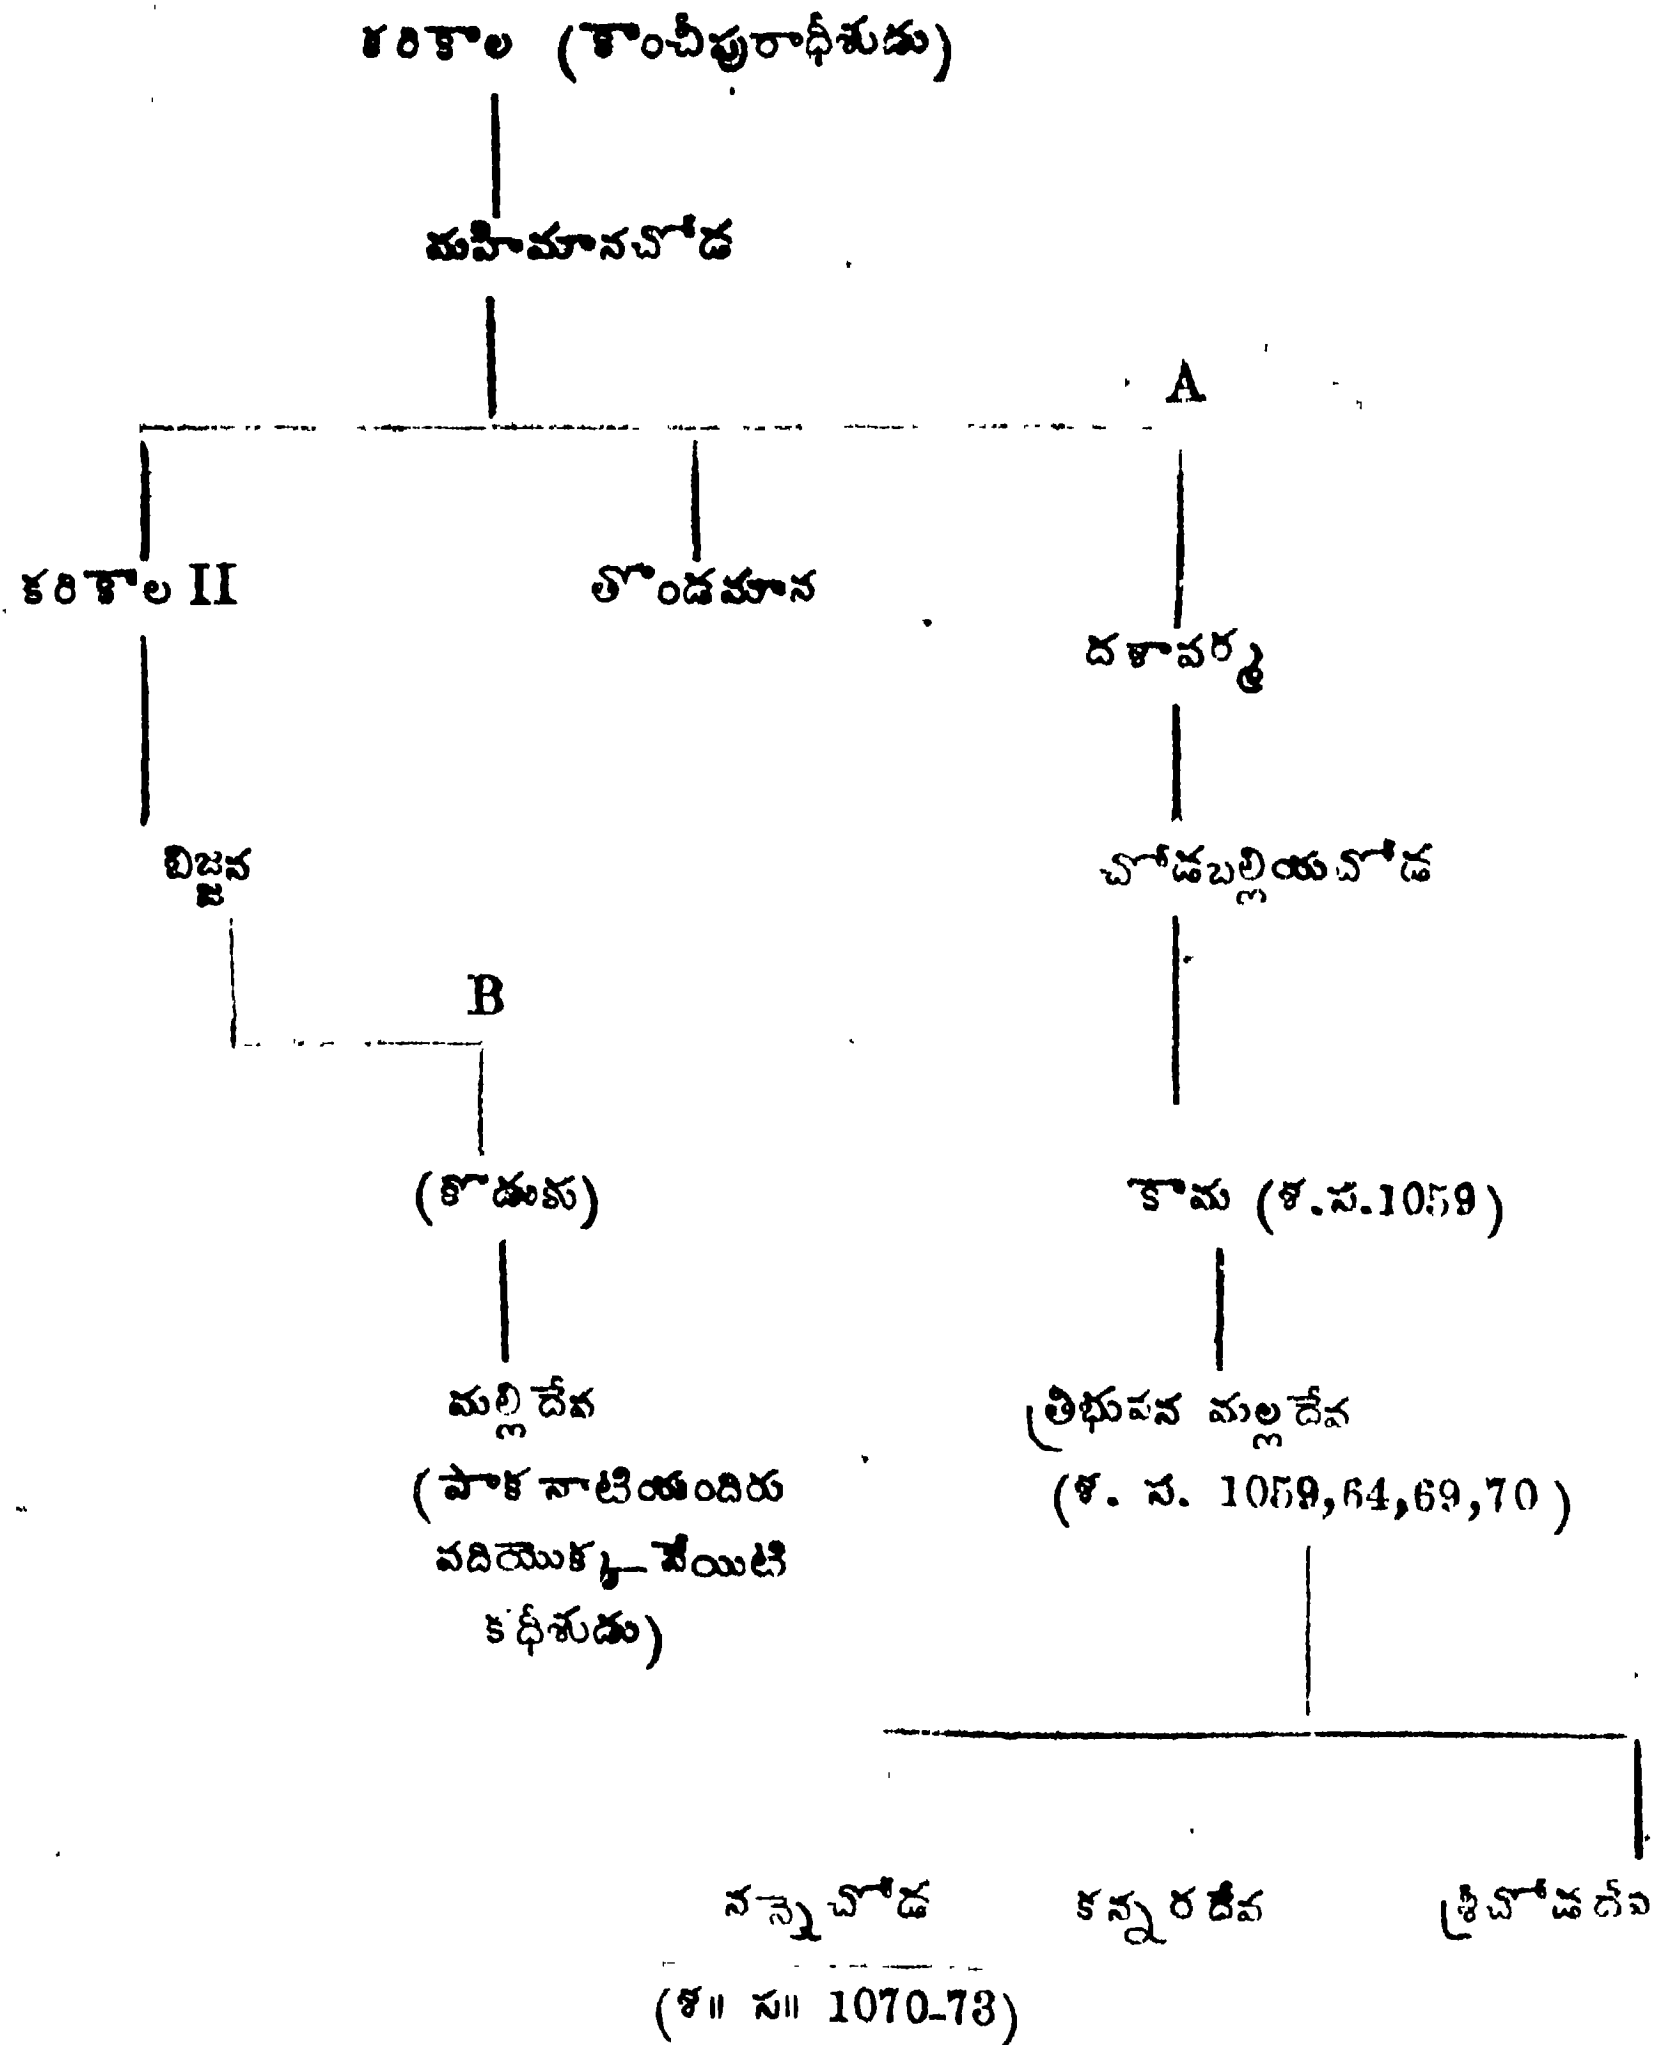 కరికాల (కాంచీపురాధీశుడు)
మహిమానచోడ
A
కరికాల II
తొండమాన
దశావర్మ
బిజ్జన
చోడబల్లియచోడ
B
(కొడుకు)
కామ (శ.స.1059)
మల్లిదేవ
త్రిభువన మల్లదేవ
(పాకనాటియందిరు
వదియొక్క వేయిటి
కధీశుడు)
(శ. స. 1059,64,69,70)
నన్నెచోడ
కన్నరదేవ
శ్రీచోడదేవ
(శ॥ స॥ 1070-73)